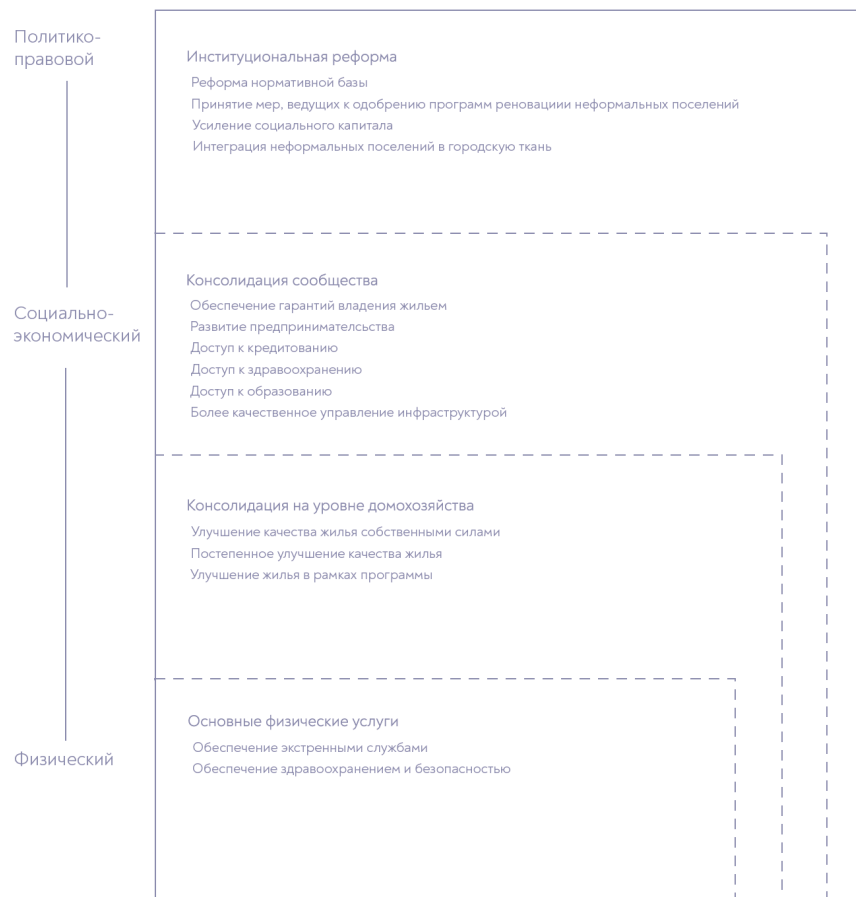 Политико-
правовой
Институциональная реформа
Реформа нормативной базы
Принятие мер, ведущих к одобрению программ реновациии неформальных поселений
Усиление социального капитала
Интеграция неформальных поселений в городскую ткань
Социально-
экономический
Консолидация сообщества
Обеспечение гарантий владения жильем
Развитие предпринимателсьства
Доступ к кредитованию
Доступ к здравоохранению
Доступ к образованию
Более качественное управление инфраструктурой
Консолидация на уровне домохозяйства
Улучшение качества жилья собственными силами
Постепенное улучшение качества жилья
Улучшение жилья в рамках программы
Физический
Основные физические услуги
Обеспечение экстренными службами
Обеспечение здравоохранением и безопасностью